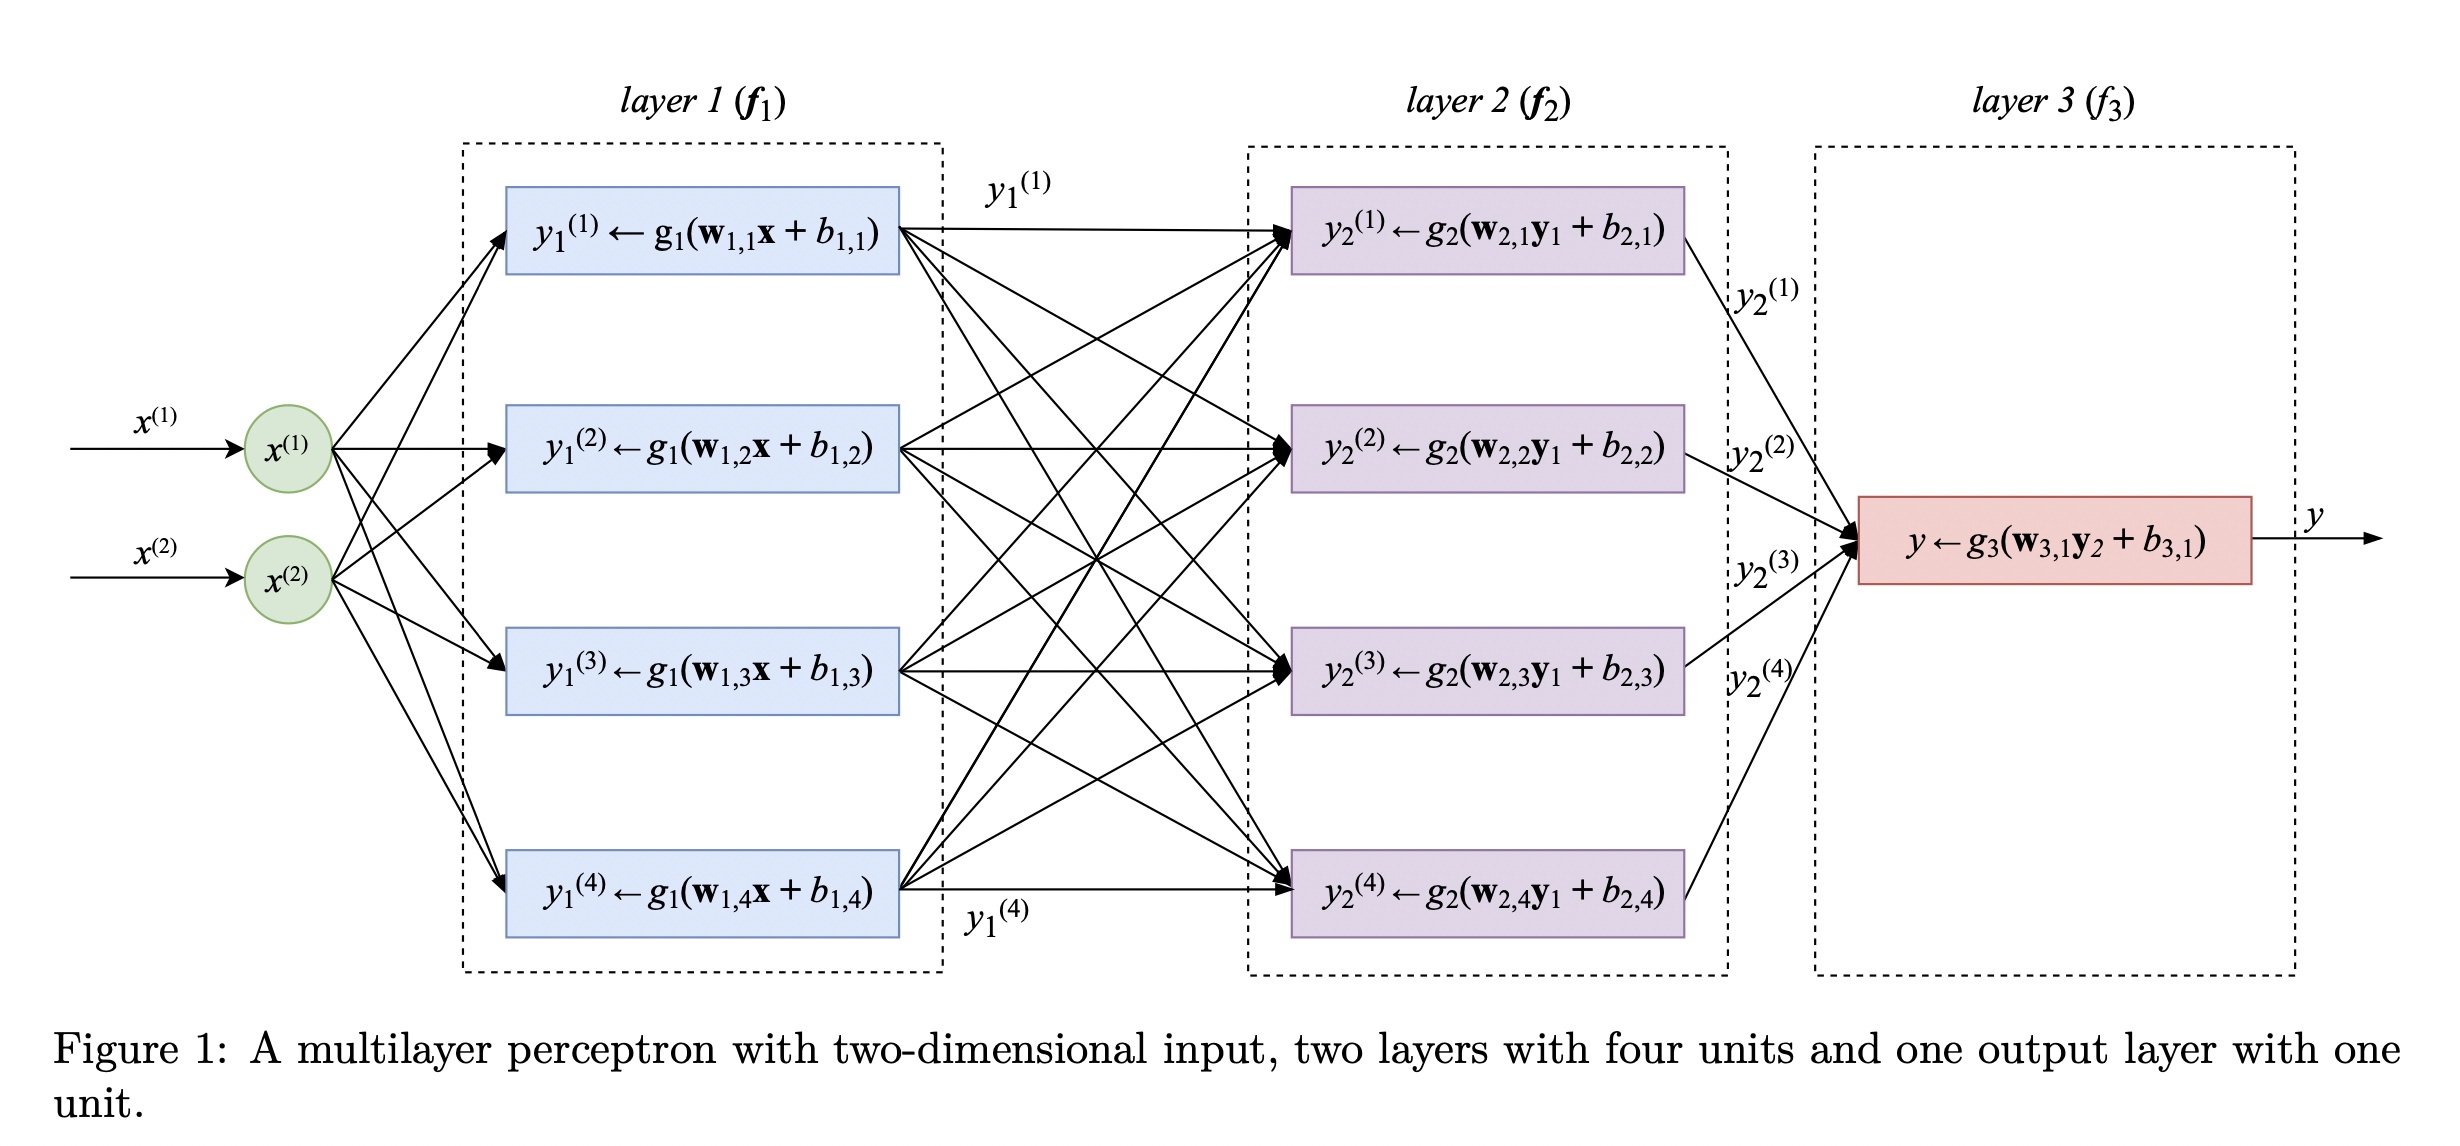 layer 1 (f₁)
layer 2 (f₂)
layer 3 (f₃)
y₁⁽¹⁾
y₁⁽¹⁾ ← g₁(w₁,₁x + b₁,₁)
y₂⁽¹⁾ ← g₂(w₂,₁y₁ + b₂,₁)
y₂⁽¹⁾
x⁽¹⁾
x⁽¹⁾
y₁⁽²⁾ ← g₁(w₁,₂x + b₁,₂)
y₂⁽²⁾ ← g₂(w₂,₂y₁ + b₂,₂)
y₂⁽²⁾
x⁽²⁾
x⁽²⁾
y₂⁽³⁾
y ← g₃(w₃,₁y₂ + b₃,₁)
y
y₁⁽³⁾ ← g₁(w₁,₃x + b₁,₃)
y₂⁽³⁾ ← g₂(w₂,₃y₁ + b₂,₃)
y₂⁽⁴⁾
y₁⁽⁴⁾ ← g₁(w₁,₄x + b₁,₄)
y₂⁽⁴⁾ ← g₂(w₂,₄y₁ + b₂,₄)
y₁⁽⁴⁾
Figure 1: A multilayer perceptron with two-dimensional input, two layers with four units and one output layer with one
unit.